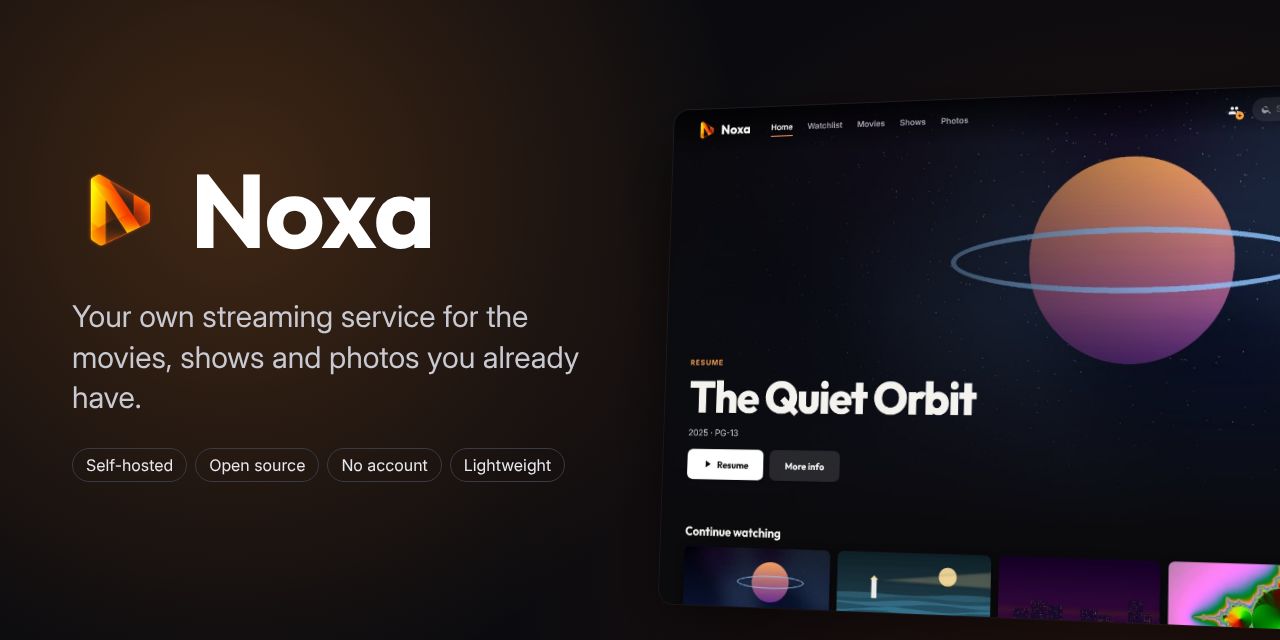 Noxa
Your own streaming service for the
movies, shows and photos you already
have.
Self-hosted Open source No account Lightweight
Noxa Home Watchlist Movies Shows Photos
RESUME
The Quiet Orbit
2025 · PG-13
Resume More info
Continue watching